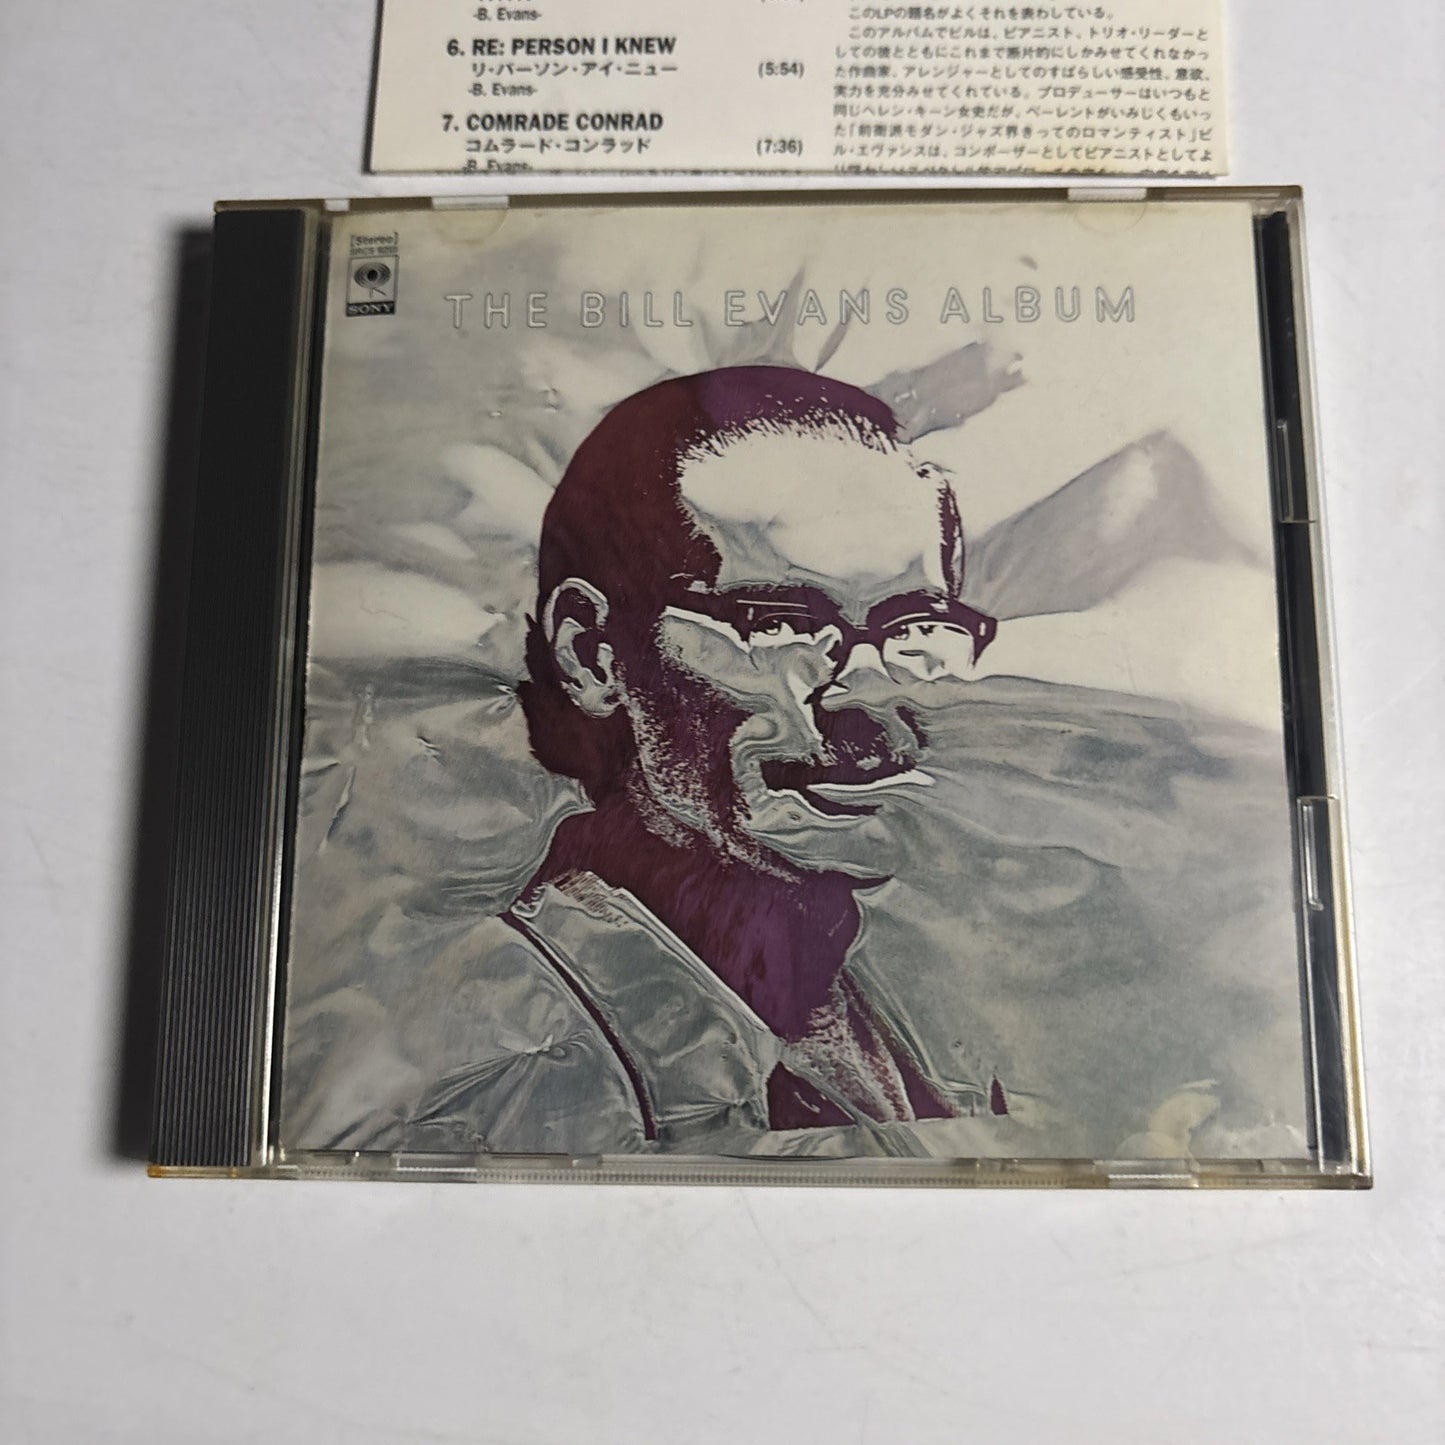 -B. Evans-
6. RE: PERSON I KNEW
リ・パーソン・アイ・ニュー (5:54)
-B. Evans-
7. COMRADE CONRAD
コムラード・コンラッド (7:36)
-B. Evans-
このLPの題名がよくそれを表わしている。
このアルバムでビルは、ピアニスト、トリオ・リーダーと
しての彼とともにこれまで断片的にしかみせてくれなかっ
た作曲家、アレンジャーとしてのすばらしい感受性、意欲、
実力を充分みせてくれている。プロデューサーはいつもと
同じヘレン・キーン女史だが、ベーレントがいみじくもいっ
た「前衛派モダン・ジャズ界きってのロマンティスト」ビ
ル・エヴァンスは、コンポーザーとしてピアニストとしてよ
[Stereo]
SONY
THE BILL EVANS ALBUM